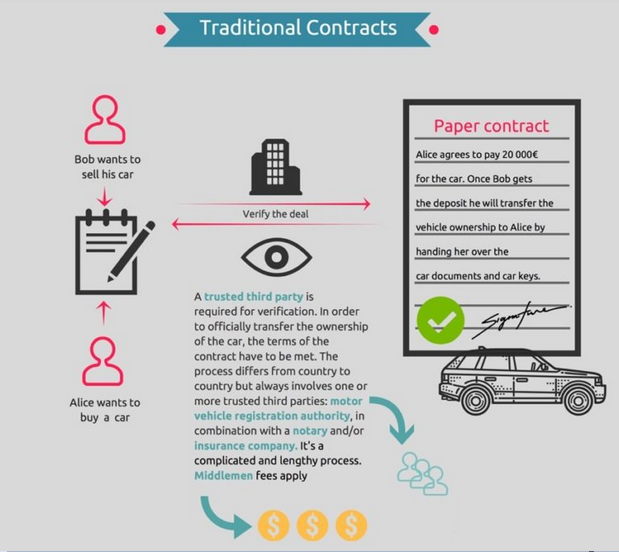 Traditional Contracts
Bob wants to
sell his car
Alice wants to
buy a car
Verify the deal
A trusted third party is
required for verification. In order
to officially transfer the ownership
of the car, the terms of the
contract have to be met. The
process differs from country to
country but always involves one or
more trusted third parties: motor
vehicle registration authority, in
combination with a notary and/or
insurance company. It's a
complicated and lengthy process.
Middlemen fees apply
$ $ $
Paper contract
Alice agrees to pay 20 000€
for the car. Once Bob gets
the deposit he will transfer the
vehicle ownership to Alice by
handing her over the
car documents and car keys.
Signature